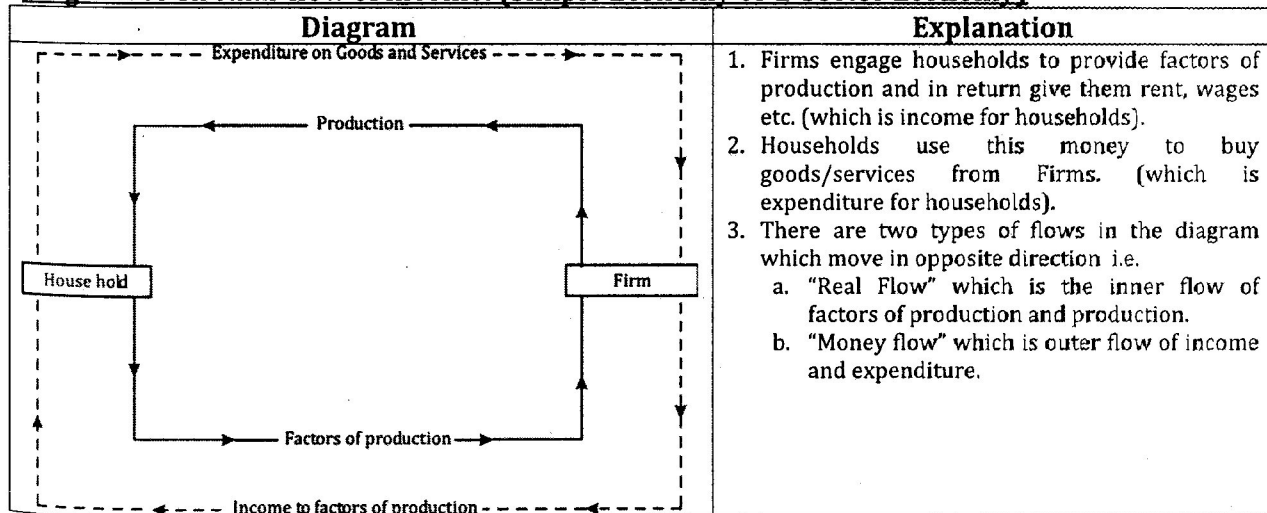 Diagram
Explanation
Expenditure on Goods and Services
Production
House hold
Firm
Factors of production
Income to factors of production
1. Firms engage households to provide factors of
production and in return give them rent, wages
etc. (which is income for households).
2. Households use this money to buy
goods/services from Firms. (which is
expenditure for households).
3. There are two types of flows in the diagram
which move in opposite direction i.e.
a. "Real Flow" which is the inner flow of
factors of production and production.
b. "Money flow" which is outer flow of income
and expenditure.